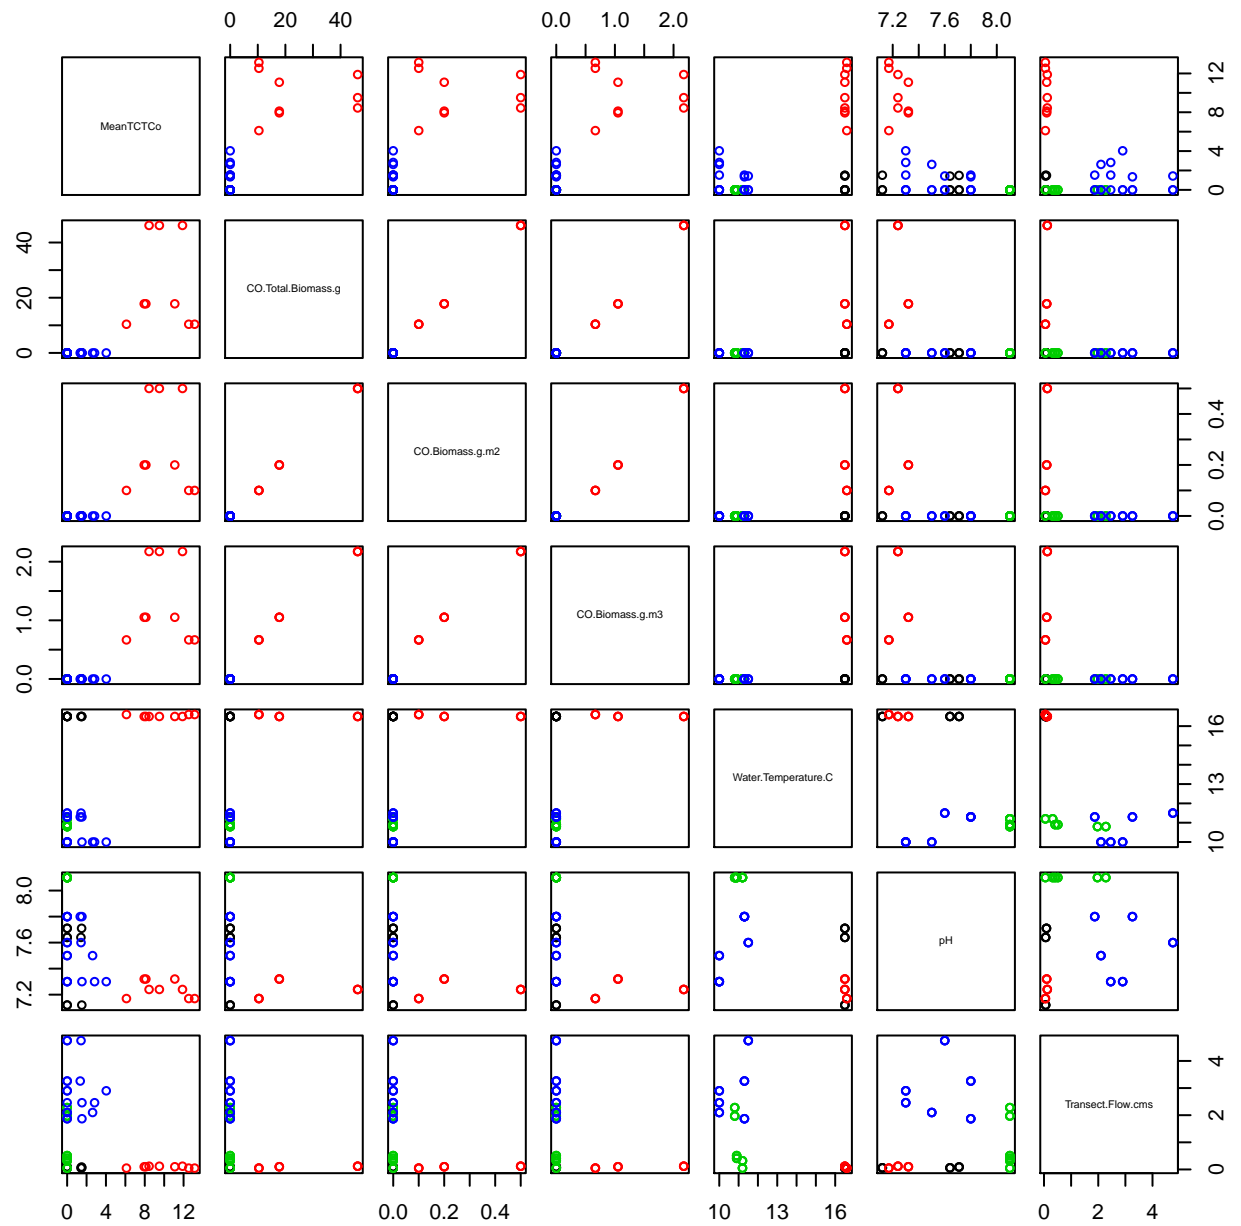 0 20 40 0.0 1.0 2.0 7.2 7.6 8.0
MeanTCTCo 0 4 8 12
0 20 40 CO.Total.Biomass.g
CO.Biomass.g.m2 0.0 0.2 0.4
0.0 1.0 2.0 CO.Biomass.g.m3
Water.Temperature.C 10 13 16
7.2 7.6 8.0 pH
Transect.Flow.cms 0 2 4
0 4 8 12 0.0 0.4 10 13 16 0 2 4